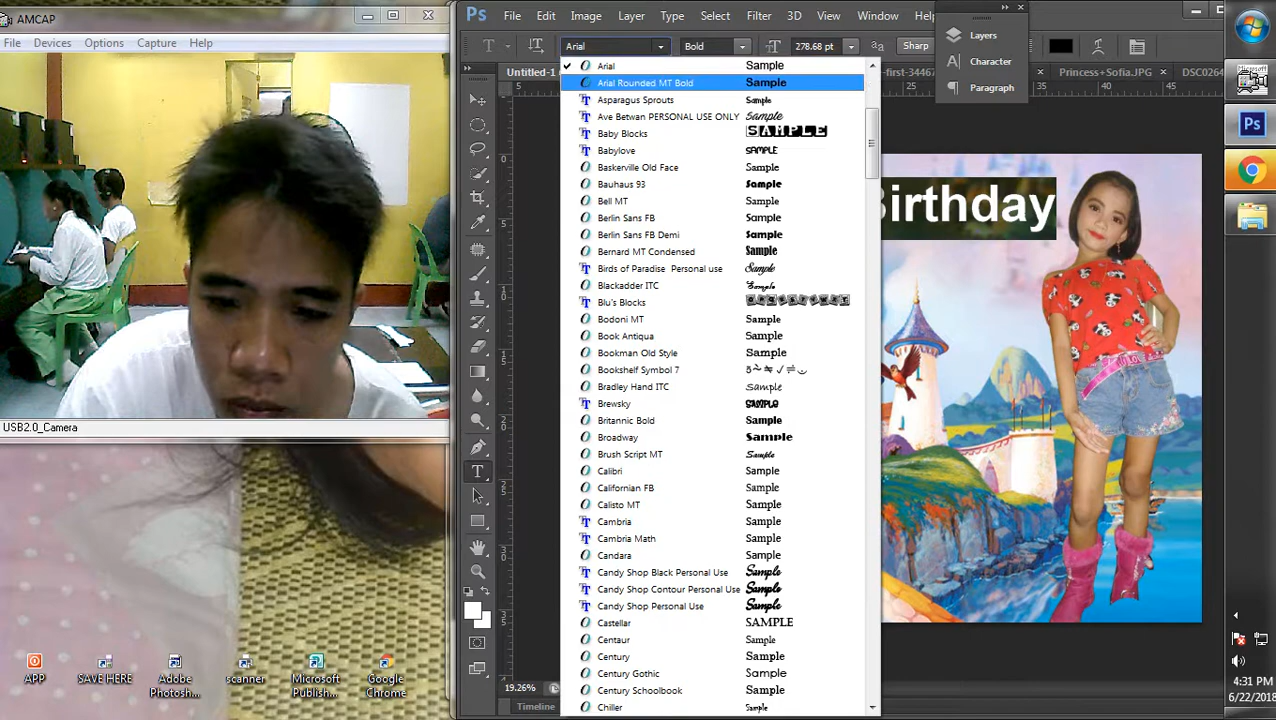 AMCAP
File Devices Options Capture Help
USB2.0_Camera
APP
SAVE HERE
Adobe Photosh...
scanner
Microsoft Publish...
Google Chrome
Ps File Edit Image Layer Type Select Filter 3D View Window Help
Arial Bold 278.68 pt Sharp
Untitled-1 Princess+Sofia.JPG DSC0264
Layers
Character
Paragraph
Arial Sample
Arial Rounded MT Bold Sample
Asparagus Sprouts Sample
Ave Betwan PERSONAL USE ONLY Sample
Baby Blocks SAMPLE
Babylove SAMPLE
Baskerville Old Face Sample
Bauhaus 93 Sample
Bell MT Sample
Berlin Sans FB Sample
Berlin Sans FB Demi Sample
Bernard MT Condensed Sample
Birds of Paradise Personal use Sample
Blackadder ITC Sample
Blu's Blocks
Bodoni MT Sample
Book Antiqua Sample
Bookman Old Style Sample
Bookshelf Symbol 7
Bradley Hand ITC Sample
Brewsky SAMPLE
Britannic Bold Sample
Broadway Sample
Brush Script MT Sample
Calibri Sample
Californian FB Sample
Calisto MT Sample
Cambria Sample
Cambria Math Sample
Candara Sample
Candy Shop Black Personal Use Sample
Candy Shop Contour Personal Use Sample
Candy Shop Personal Use Sample
Castellar SAMPLE
Centaur Sample
Century Sample
Century Gothic Sample
Century Schoolbook Sample
Chiller Sample
Birthday
19.26%
Timeline
Microsoft
Ps
4:31 PM
6/22/2018